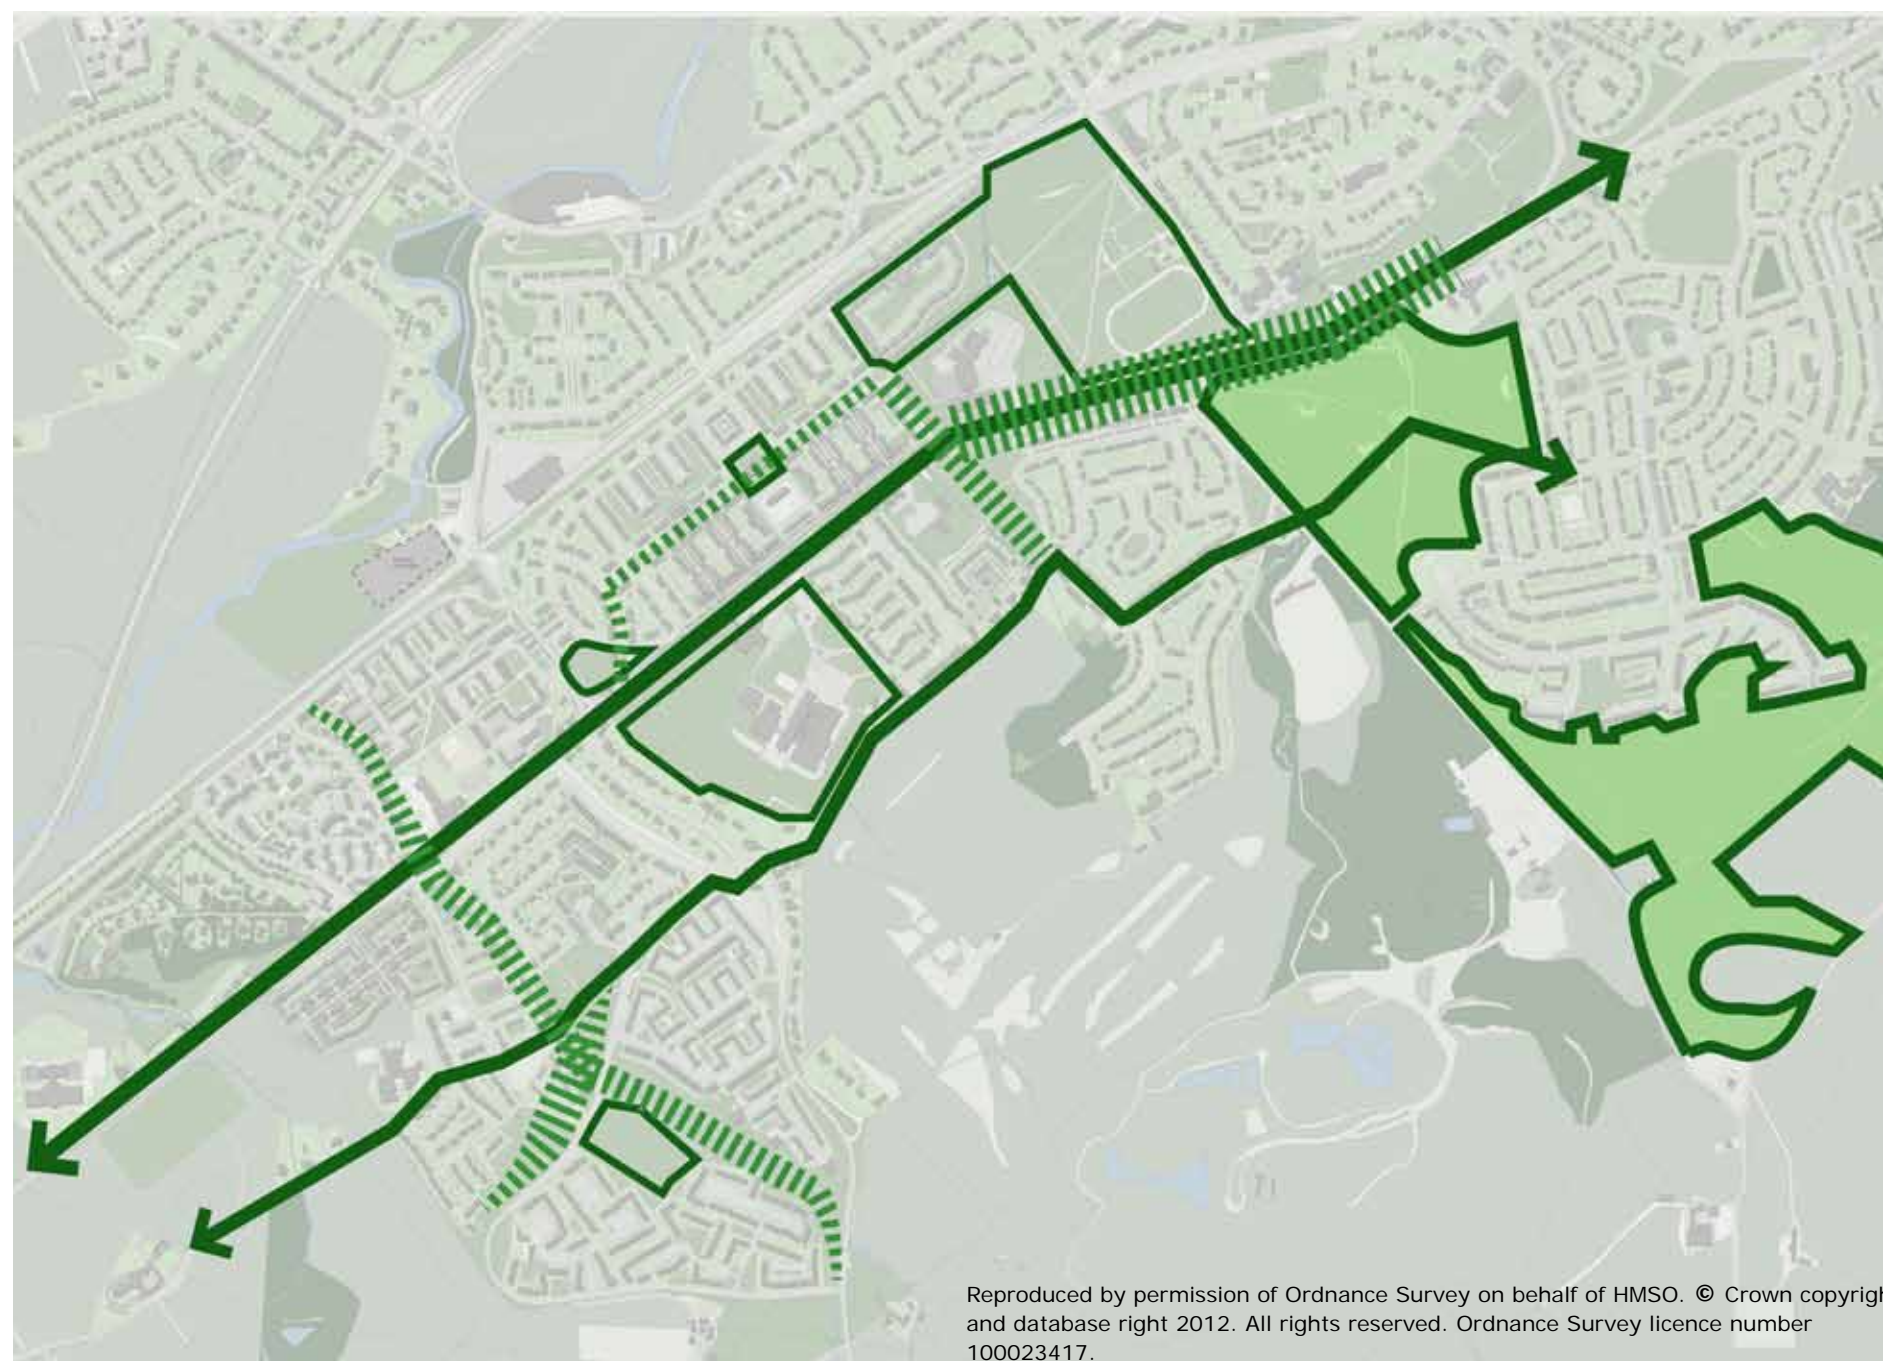 Reproduced by permission of Ordnance Survey on behalf of HMSO. © Crown copyrigh
and database right 2012. All rights reserved. Ordnance Survey licence number
100023417.